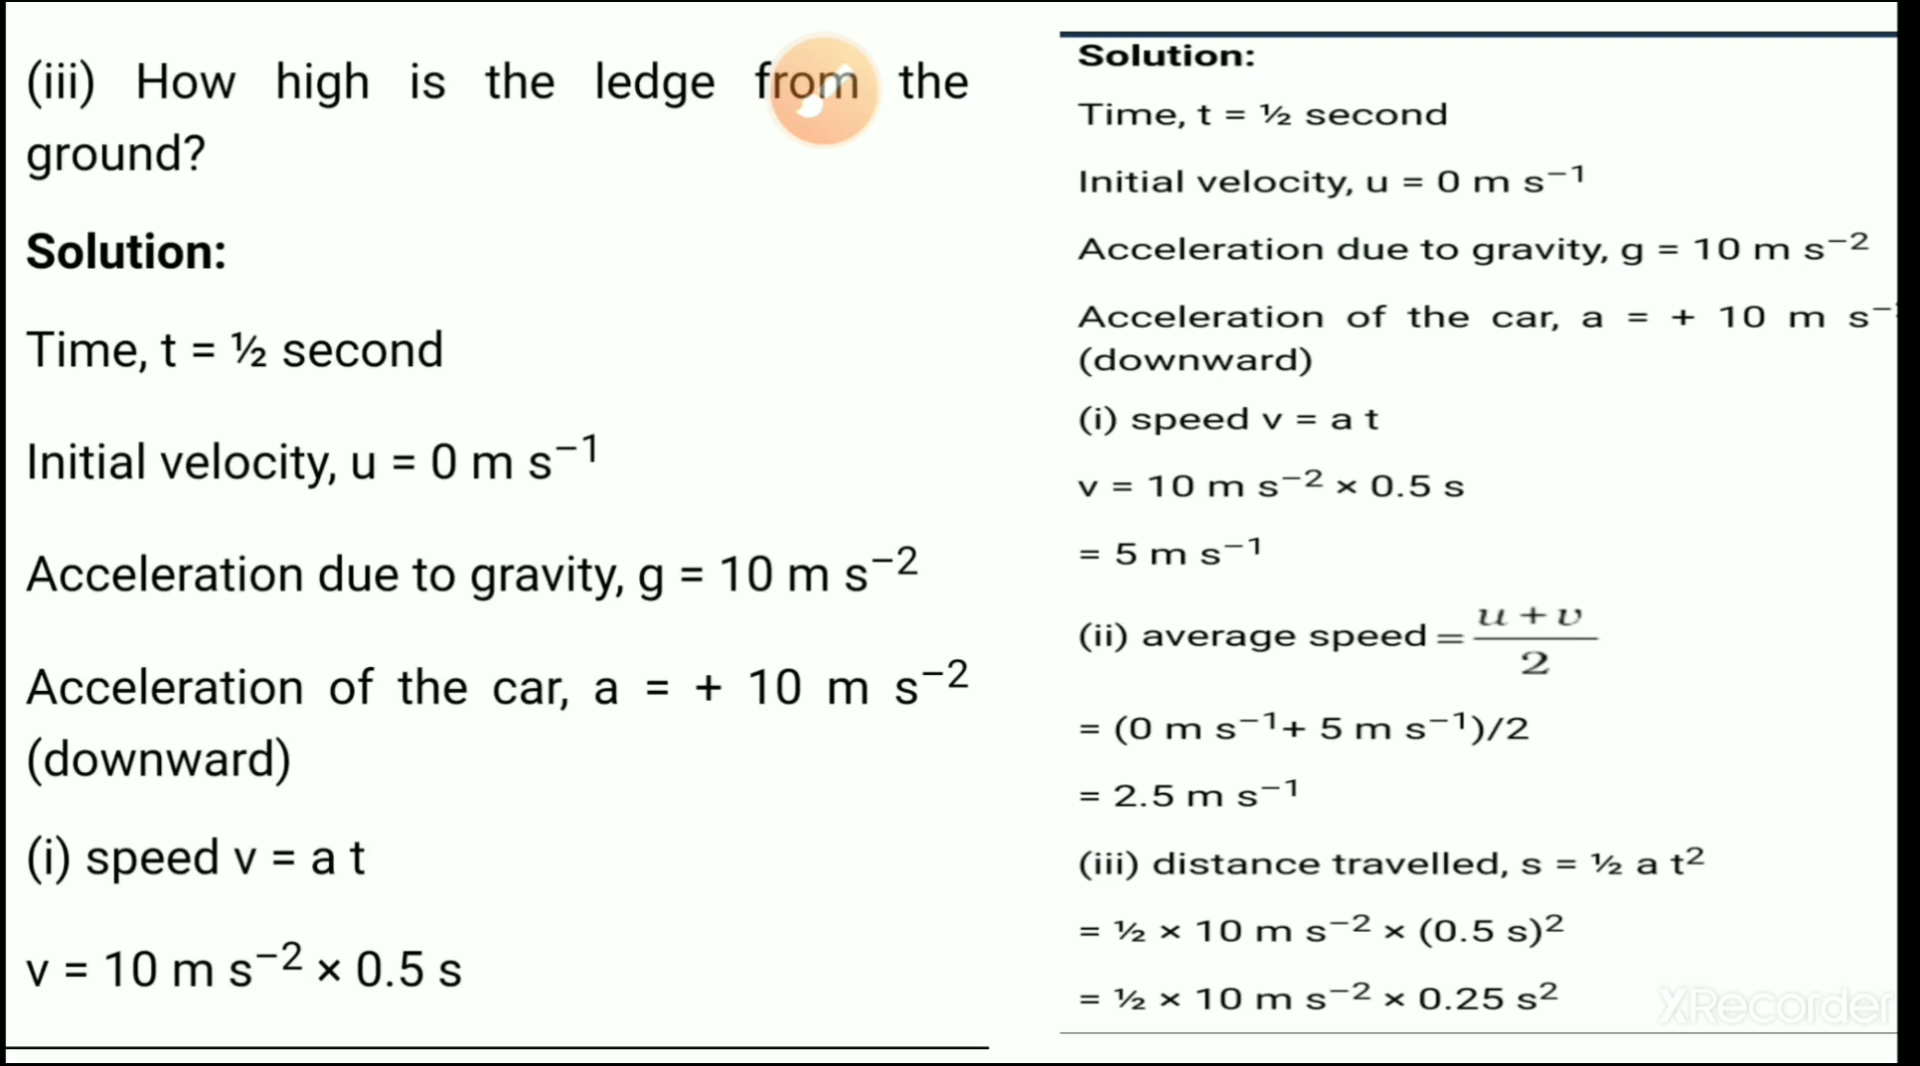 (iii) How high is the ledge from the
ground?
Solution:
Time, t = ½ second
Initial velocity, u = 0 m s⁻¹
Acceleration due to gravity, g = 10 m s⁻²
Acceleration of the car, a = + 10 m s⁻²
(downward)
(i) speed v = a t
v = 10 m s⁻² × 0.5 s
Solution:
Time, t = ½ second
Initial velocity, u = 0 m s⁻¹
Acceleration due to gravity, g = 10 m s⁻²
Acceleration of the car, a = + 10 m s⁻
(downward)
(i) speed v = a t
v = 10 m s⁻² × 0.5 s
= 5 m s⁻¹
(ii) average speed = (u + v)/2
= (0 m s⁻¹+ 5 m s⁻¹)/2
= 2.5 m s⁻¹
(iii) distance travelled, s = ½ a t²
= ½ × 10 m s⁻² × (0.5 s)²
= ½ × 10 m s⁻² × 0.25 s²
XRecorder